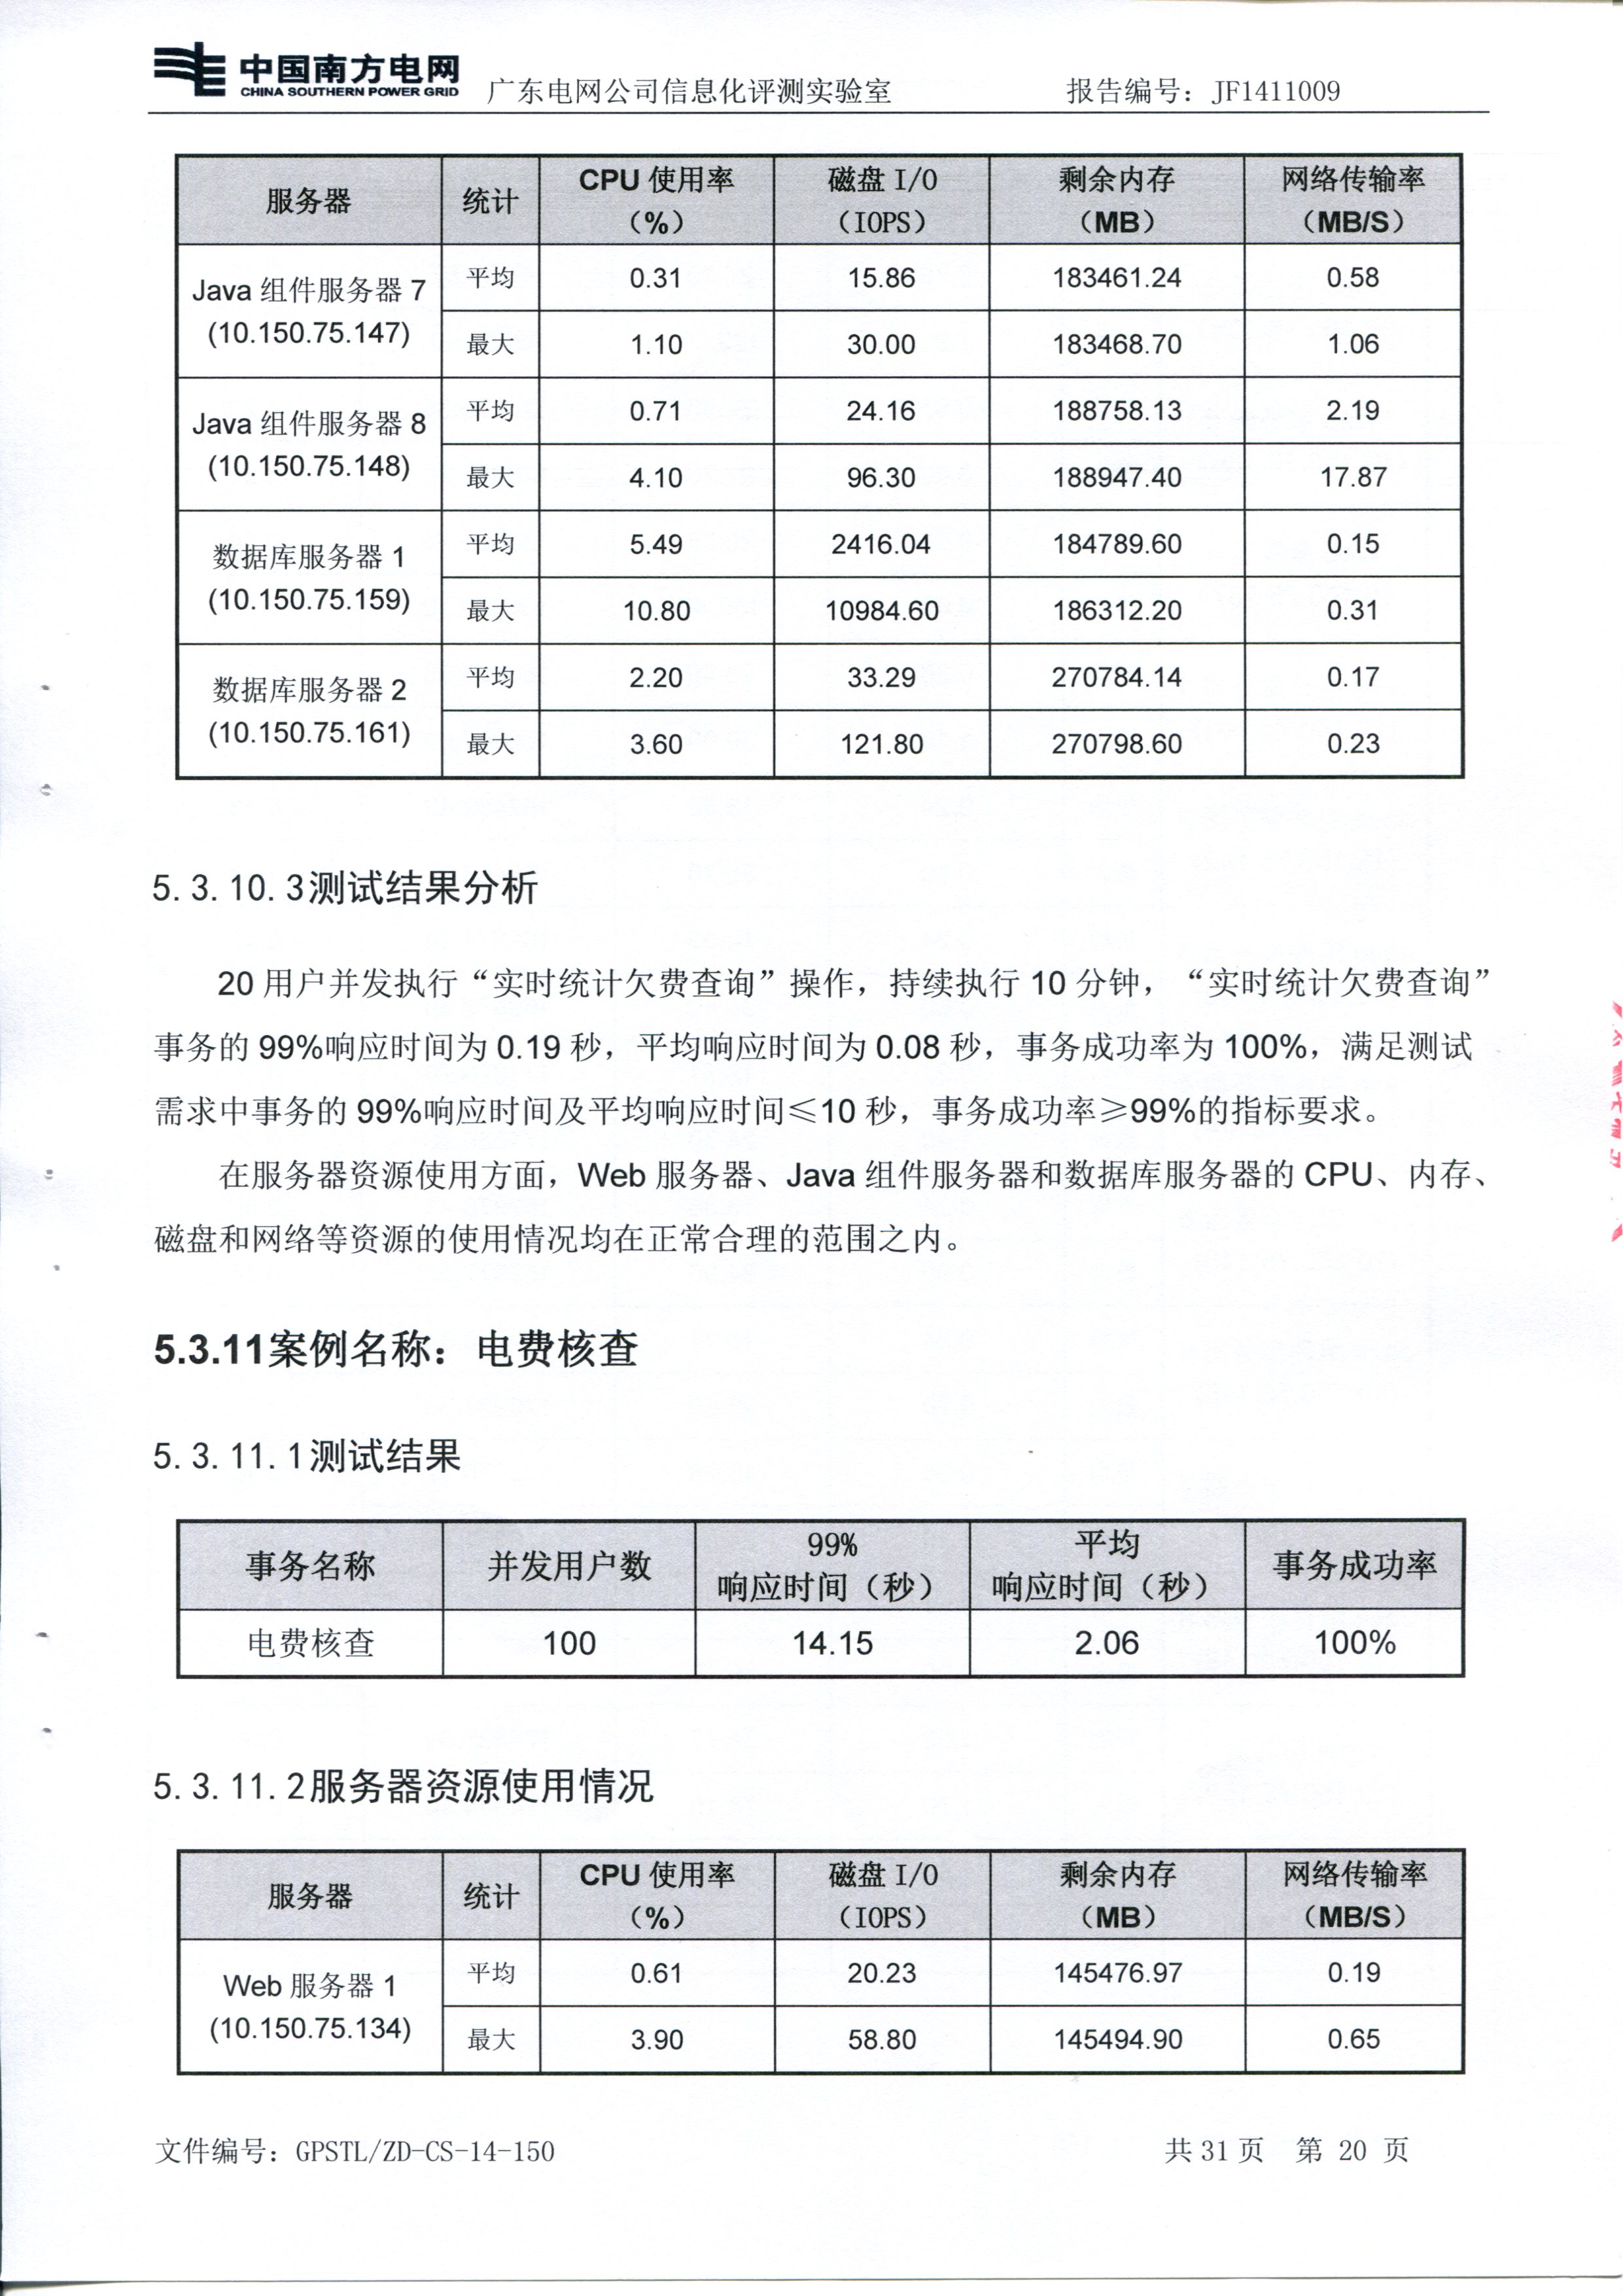 中国南方电网
CHINA SOUTHERN POWER GRID
广东电网公司信息化评测实验室 报告编号：JF1411009
服务器 统计 CPU 使用率（%） 磁盘 I/O（IOPS） 剩余内存（MB） 网络传输率（MB/S）
Java 组件服务器 7 (10.150.75.147) 平均 0.31 15.86 183461.24 0.58
最大 1.10 30.00 183468.70 1.06
Java 组件服务器 8 (10.150.75.148) 平均 0.71 24.16 188758.13 2.19
最大 4.10 96.30 188947.40 17.87
数据库服务器 1 (10.150.75.159) 平均 5.49 2416.04 184789.60 0.15
最大 10.80 10984.60 186312.20 0.31
数据库服务器 2 (10.150.75.161) 平均 2.20 33.29 270784.14 0.17
最大 3.60 121.80 270798.60 0.23
5.3.10.3测试结果分析
20 用户并发执行“实时统计欠费查询”操作，持续执行 10 分钟，“实时统计欠费查询”
事务的 99%响应时间为 0.19 秒，平均响应时间为 0.08 秒，事务成功率为 100%，满足测试
需求中事务的 99%响应时间及平均响应时间≤10 秒，事务成功率≥99%的指标要求。
在服务器资源使用方面，Web 服务器、Java 组件服务器和数据库服务器的 CPU、内存、
磁盘和网络等资源的使用情况均在正常合理的范围之内。
5.3.11案例名称：电费核查
5.3.11.1测试结果
事务名称 并发用户数 99%响应时间（秒） 平均响应时间（秒） 事务成功率
电费核查 100 14.15 2.06 100%
5.3.11.2服务器资源使用情况
服务器 统计 CPU 使用率（%） 磁盘 I/O（IOPS） 剩余内存（MB） 网络传输率（MB/S）
Web 服务器 1 (10.150.75.134) 平均 0.61 20.23 145476.97 0.19
最大 3.90 58.80 145494.90 0.65
文件编号：GPSTL/ZD-CS-14-150 共 31 页 第 20 页